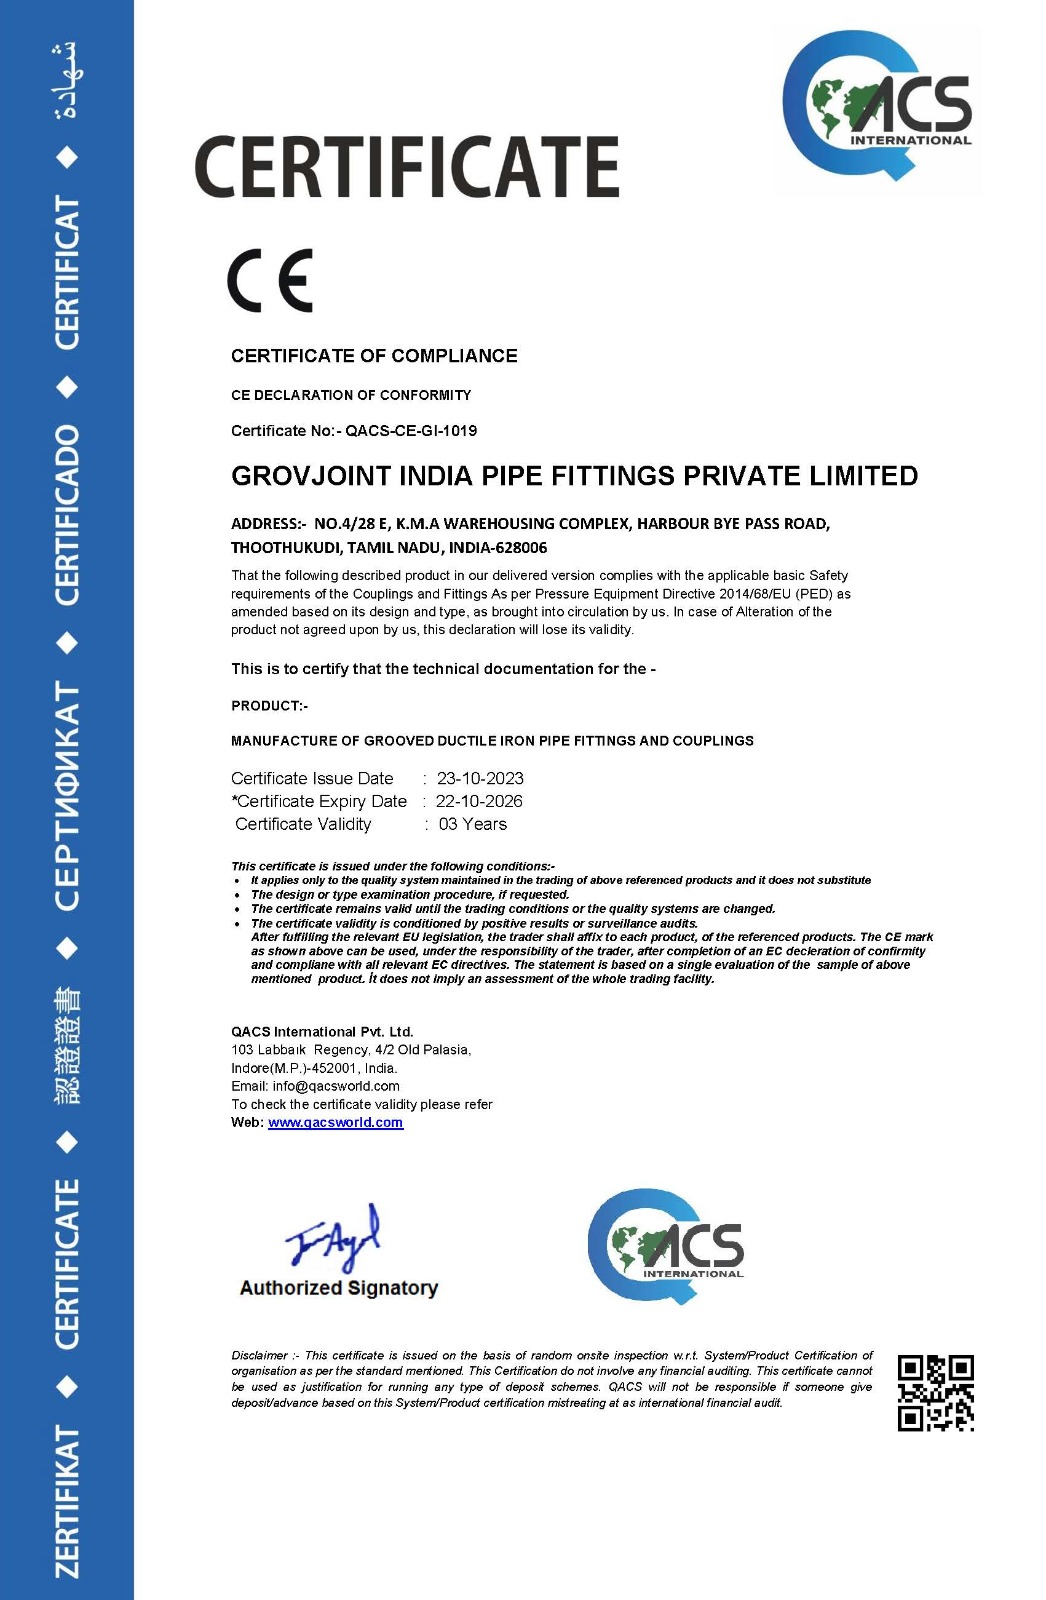 شهادة
ZERTIFIKAT ◆ CERTIFICATE ◆ 認證證書 ◆ СЕРТИФИКАТ ◆ CERTIFICADO ◆ CERTIFICAT ◆
ACS
INTERNATIONAL
CERTIFICATE
CE
CERTIFICATE OF COMPLIANCE
CE DECLARATION OF CONFORMITY
Certificate No:- QACS-CE-GI-1019
GROVJOINT INDIA PIPE FITTINGS PRIVATE LIMITED
ADDRESS:- NO.4/28 E, K.M.A WAREHOUSING COMPLEX, HARBOUR BYE PASS ROAD,
THOOTHUKUDI, TAMIL NADU, INDIA-628006
That the following described product in our delivered version complies with the applicable basic Safety
requirements of the Couplings and Fittings As per Pressure Equipment Directive 2014/68/EU (PED) as
amended based on its design and type, as brought into circulation by us. In case of Alteration of the
product not agreed upon by us, this declaration will lose its validity.
This is to certify that the technical documentation for the -
PRODUCT:-
MANUFACTURE OF GROOVED DUCTILE IRON PIPE FITTINGS AND COUPLINGS
Certificate Issue Date : 23-10-2023
*Certificate Expiry Date : 22-10-2026
Certificate Validity : 03 Years
This certificate is issued under the following conditions:-
• It applies only to the quality system maintained in the trading of above referenced products and it does not substitute
• The design or type examination procedure, if requested.
• The certificate remains valid until the trading conditions or the quality systems are changed.
• The certificate validity is conditioned by positive results or surveillance audits.
After fulfilling the relevant EU legislation, the trader shall affix to each product, of the referenced products. The CE mark
as shown above can be used, under the responsibility of the trader, after completion of an EC decleration of confirmity
and compliane with all relevant EC directives. The statement is based on a single evaluation of the sample of above
mentioned product. It does not imply an assessment of the whole trading facility.
QACS International Pvt. Ltd.
103 Labbaik Regency, 4/2 Old Palasia,
Indore(M.P.)-452001, India.
Email: info@qacsworld.com
To check the certificate validity please refer
Web: www.qacsworld.com
Authorized Signatory
ACS
INTERNATIONAL
Disclaimer :- This certificate is issued on the basis of random onsite inspection w.r.t. System/Product Certification of
organisation as per the standard mentioned. This Certification do not involve any financial auditing. This certificate cannot
be used as justification for running any type of deposit schemes. QACS will not be responsible if someone give
deposit/advance based on this System/Product certification mistreating at as international financial audit.